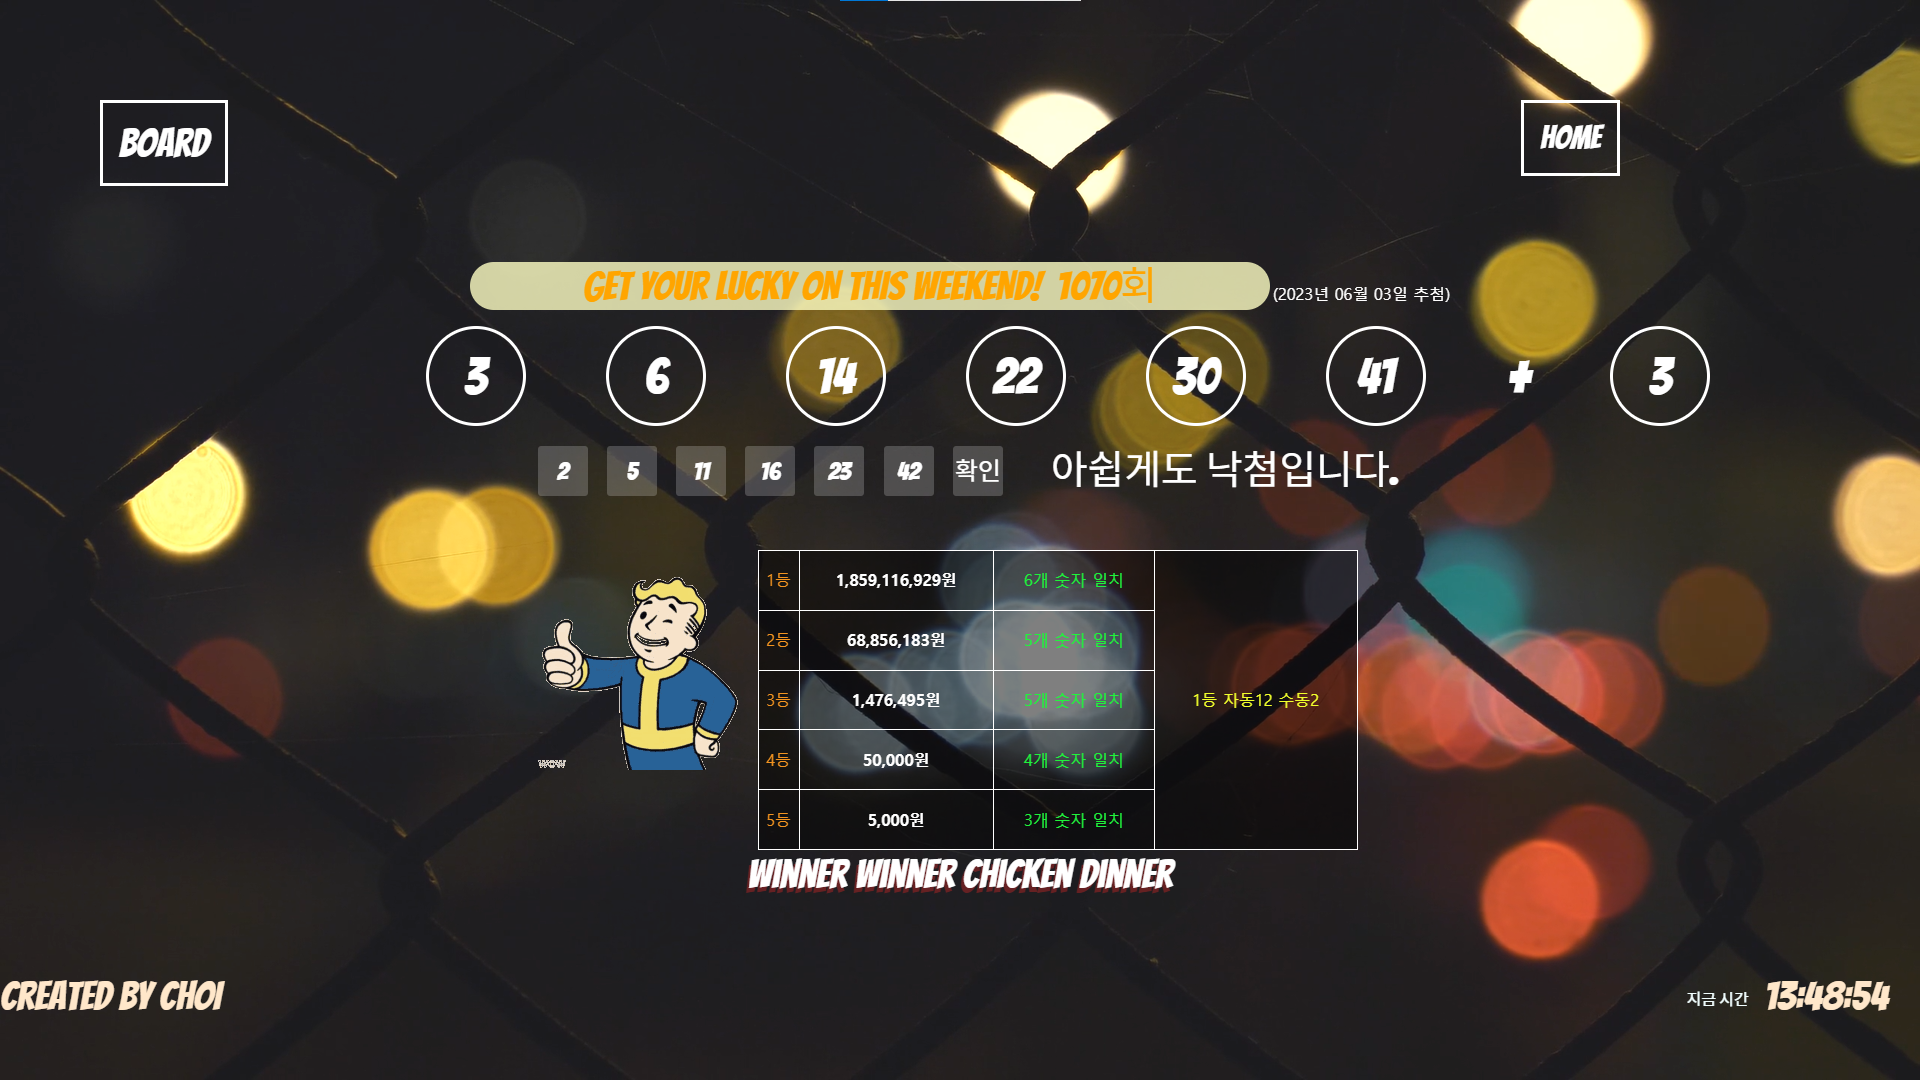 BOARD
HOME
GET YOUR LUCKY ON THIS WEEKEND! 1070회
(2023년 06월 03일 추첨)
3 6 14 22 30 41 + 3
2 5 11 16 23 42 확인 아쉽게도 낙첨입니다.
1등 1,859,116,929원 6개 숫자 일치
2등 68,856,183원 5개 숫자 일치
3등 1,476,495원 5개 숫자 일치 1등 자동12 수동2
4등 50,000원 4개 숫자 일치
5등 5,000원 3개 숫자 일치
WOW
WINNER WINNER CHICKEN DINNER
CREATED BY CHOI
지금 시간 13:48:54